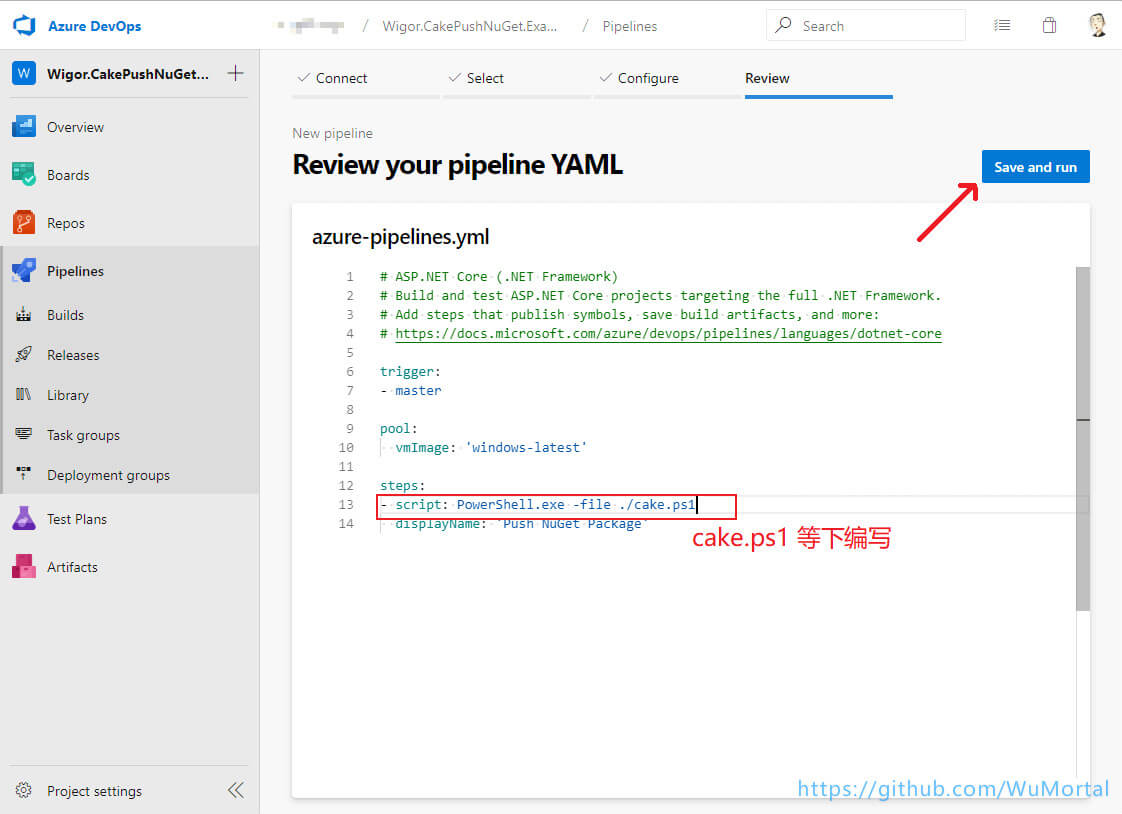 Azure DevOps
/ Wigor.CakePushNuGet.Exa... / Pipelines
Search
W Wigor.CakePushNuGet...
Overview
Boards
Repos
Pipelines
Builds
Releases
Library
Task groups
Deployment groups
Test Plans
Artifacts
Project settings
Connect
Select
Configure
Review
New pipeline
Review your pipeline YAML
Save and run
azure-pipelines.yml
1 # ASP.NET Core (.NET Framework)
2 # Build and test ASP.NET Core projects targeting the full .NET Framework.
3 # Add steps that publish symbols, save build artifacts, and more:
4 # https://docs.microsoft.com/azure/devops/pipelines/languages/dotnet-core
5
6 trigger:
7 - master
8
9 pool:
10 vmImage: 'windows-latest'
11
12 steps:
13 - script: PowerShell.exe -file ./cake.ps1
14 displayName: 'Push NuGet Package'
cake.ps1 等下编写
https://github.com/WuMortal